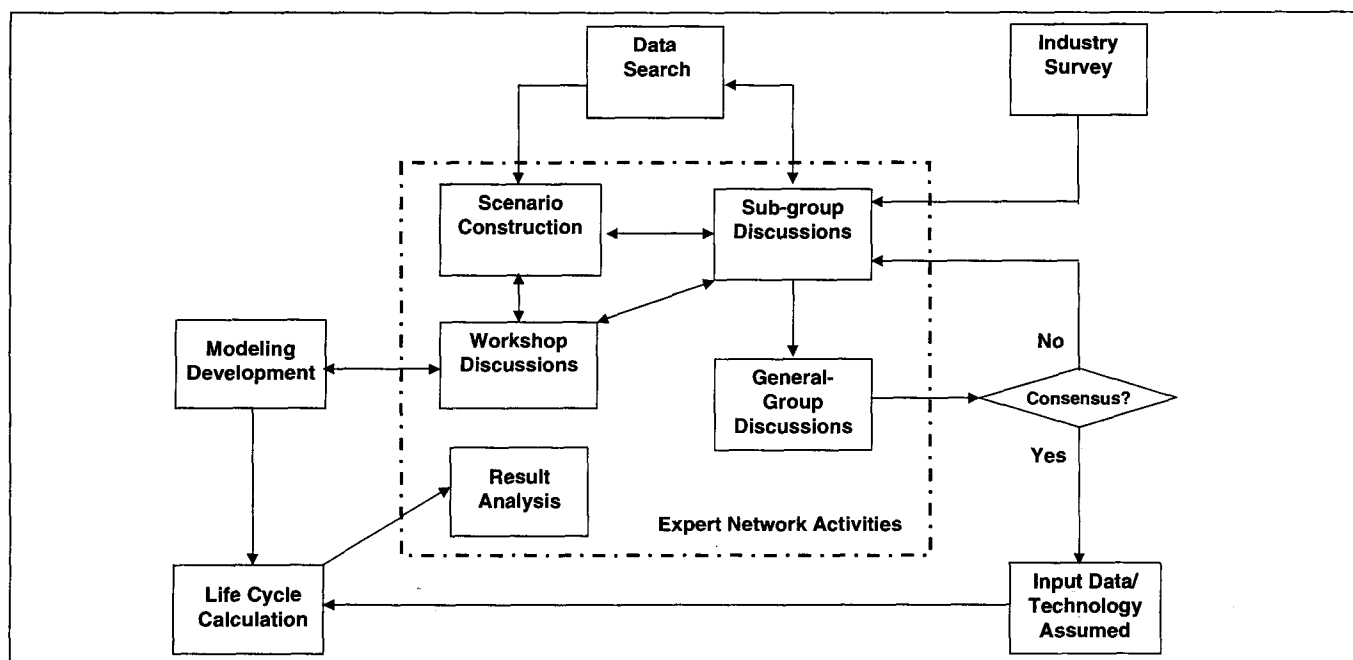 Data
Search
Industry
Survey
Scenario
Construction
Sub-group
Discussions
Modeling
Development
Workshop
Discussions
No
General-
Group
Discussions
Consensus?
Yes
Result
Analysis
Expert Network Activities
Life Cycle
Calculation
Input Data/
Technology
Assumed